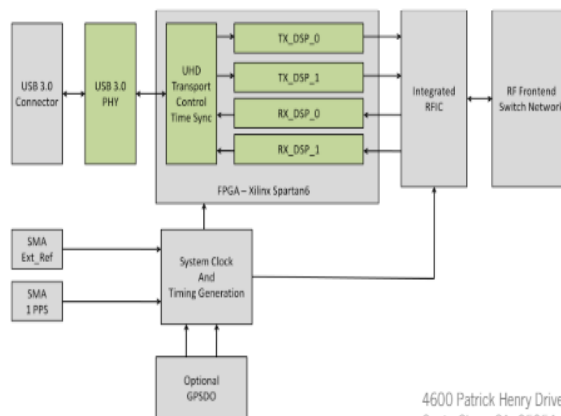 USB 3.0
Connector
USB 3.0
PHY
UHD
Transport
Control
Time Sync
TX_DSP_0
TX_DSP_1
RX_DSP_0
RX_DSP_1
FPGA – Xilinx Spartan6
Integrated
RFIC
RF Frontend
Switch Network
SMA
Ext_Ref
SMA
1 PPS
System Clock
And
Timing Generation
Optional
GPSDO
4600 Patrick Henry Drive